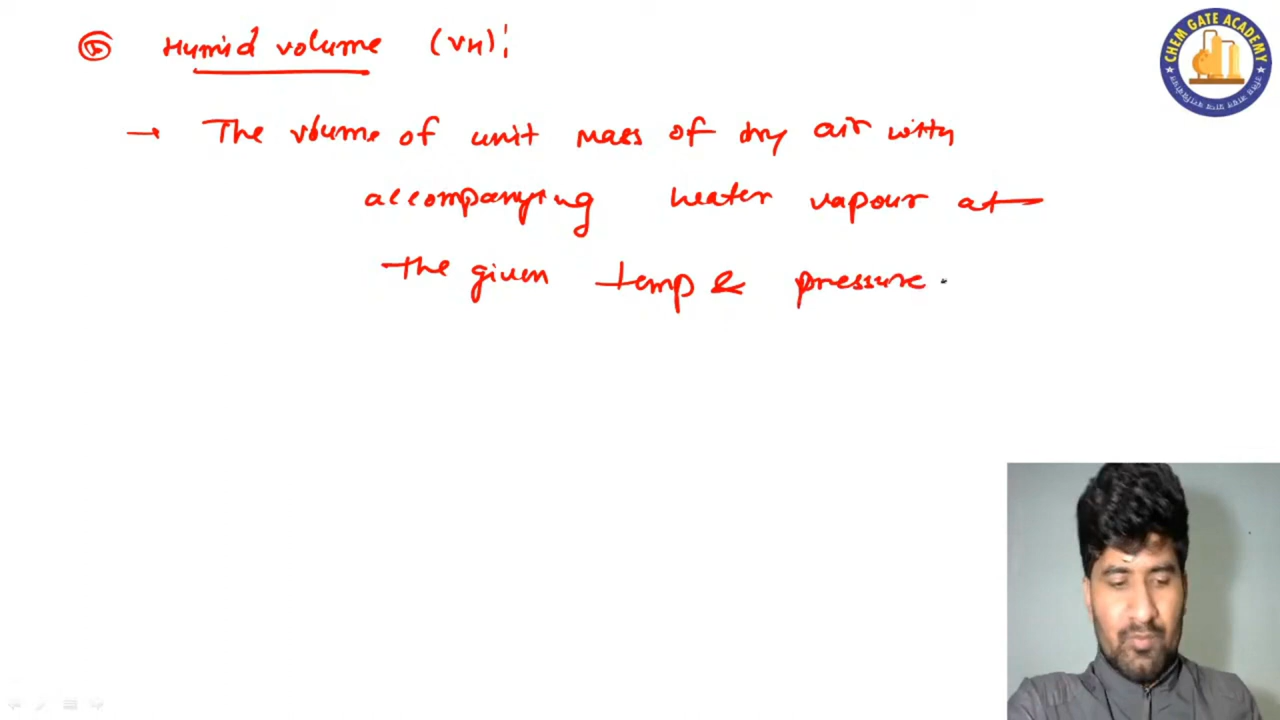 ⑤ Humid volume (VH):
→ The volume of unit mass of dry air with
accompanying water vapour at
the given temp & pressure.
CHEM GATE ACADEMY